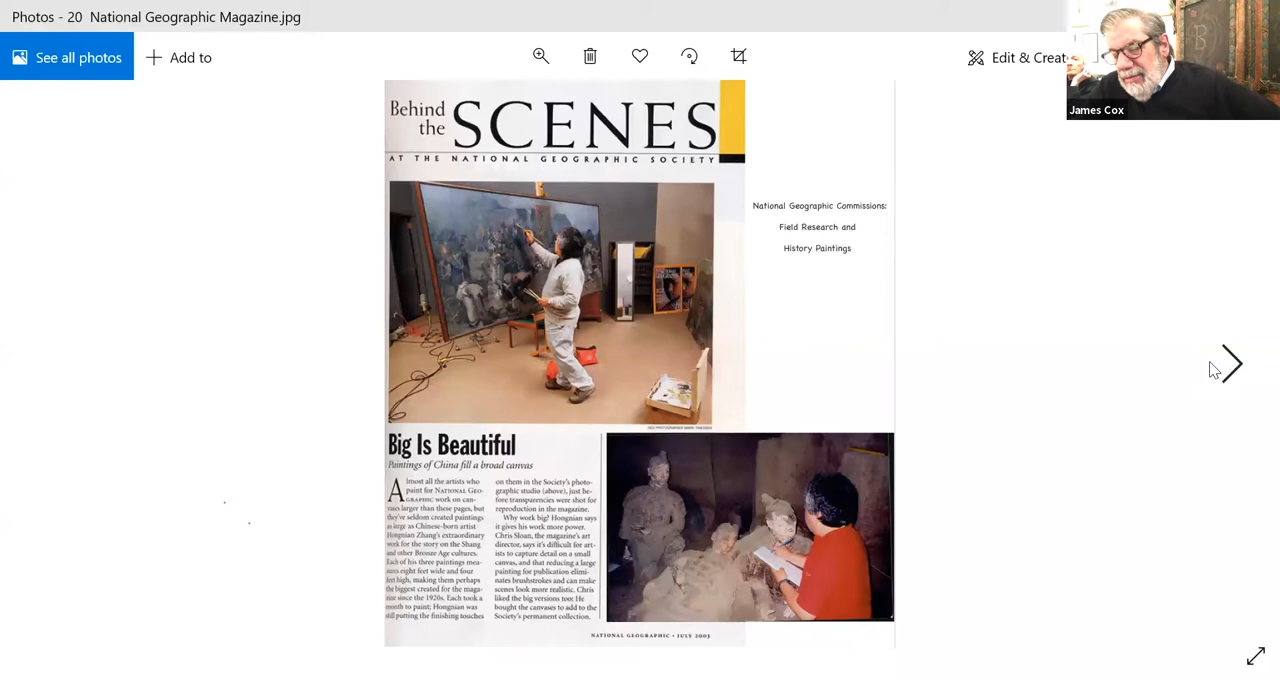 Photos - 20 National Geographic Magazine.jpg
See all photos
Add to
Edit & Creat
James Cox
Behind
the
SCENES
AT THE NATIONAL GEOGRAPHIC SOCIETY
National Geographic Commissions:
Field Research and
History Paintings
Big Is Beautiful
Paintings of China fill a broad canvas
Almost all the artists who
paint for NATIONAL GEO-
GRAPHIC work on can-
vases larger than these pages, but
they've seldom created paintings
as large as Chinese-born artist
Hongnian Zhang's extraordinary
work for the story on the Shang
and other Bronze Age cultures.
Each of his three paintings mea-
sures eight feet wide and four
feet high, making them perhaps
the biggest created for the maga-
zine since the 1920s. Each took a
month to paint; Hongnian was
still putting the finishing touches
on them in the Society's photo-
graphic studio (above), just be-
fore transparencies were shot for
reproduction in the magazine.
Why work big? Hongnian says
it gives his work more power.
Chris Sloan, the magazine's art
director, says it's difficult for art-
ists to capture detail on a small
canvas, and that reducing a large
painting for publication elimi-
nates brushstrokes and can make
scenes look more realistic. Chris
liked the big versions too: He
bought the canvases to add to the
Society's permanent collection.
NATIONAL GEOGRAPHIC • JULY 2003